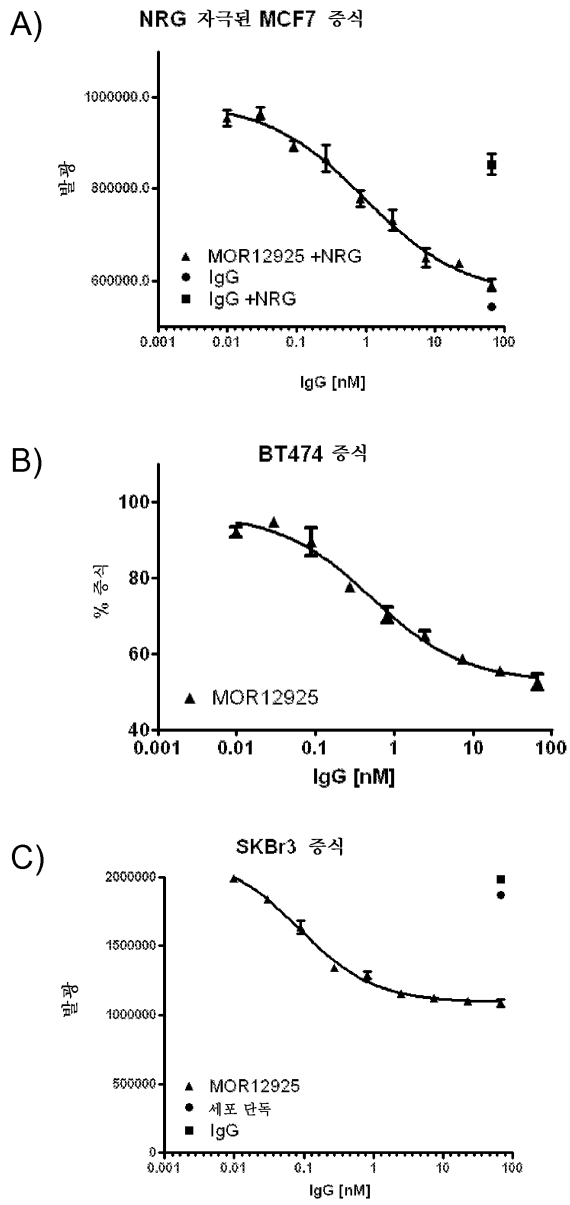 A)
NRG 자극된 MCF7 증식
발광
1000000.0
800000.0
600000.0
MOR12925 +NRG
IgG
IgG +NRG
0.001 0.01 0.1 1 10 100
IgG [nM]
B)
BT474 증식
% 증식
100
80
60
40
MOR12925
0.001 0.01 0.1 1 10 100
IgG [nM]
C)
SKBr3 증식
발광
2000000
1500000
1000000
500000
0
MOR12925
세포 단독
IgG
0.001 0.01 0.1 1 10 100
IgG [nM]